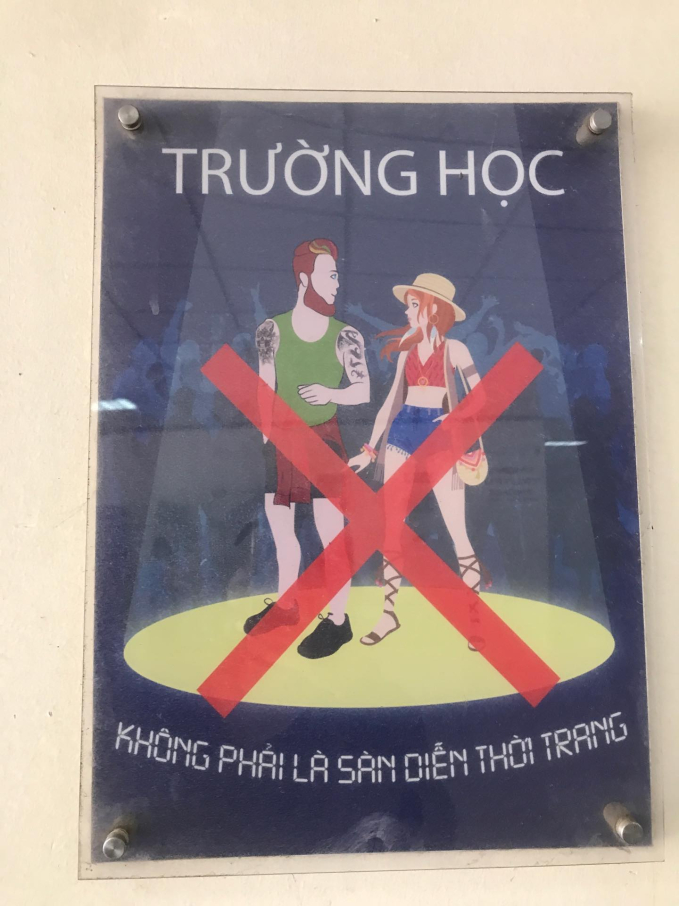 TRƯỜNG HỌC
KHÔNG PHẢI LÀ SÀN DIỄN THỜI TRANG